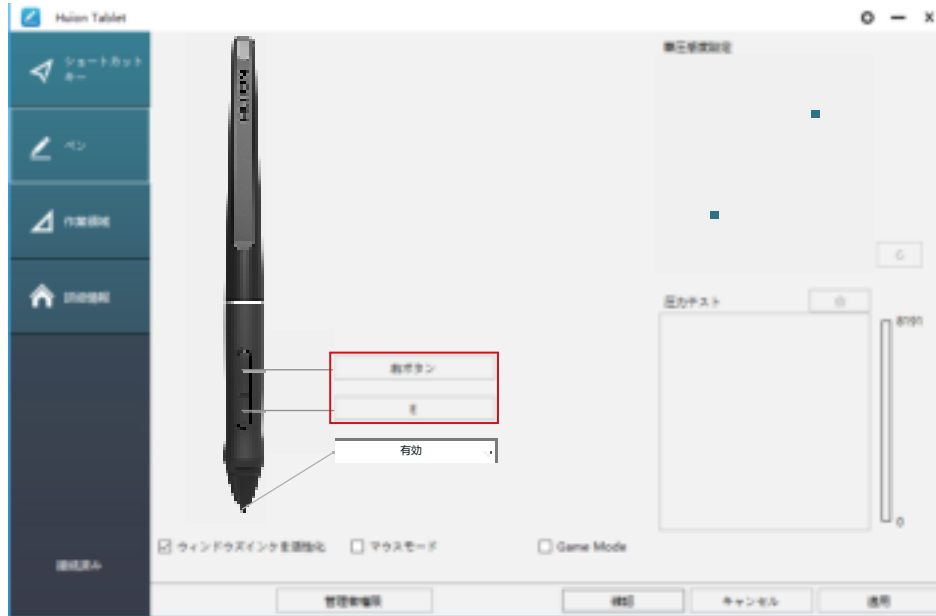 Huion Tablet
ショートカット
キー
ペン
作業領域
詳細情報
接続済み
HUION
筆圧感度設定
圧力テスト
8191
0
右ボタン
有効
ウィンドウズインクを活性化
マウスモード
Game Mode
管理者権限
確認
キャンセル
適用